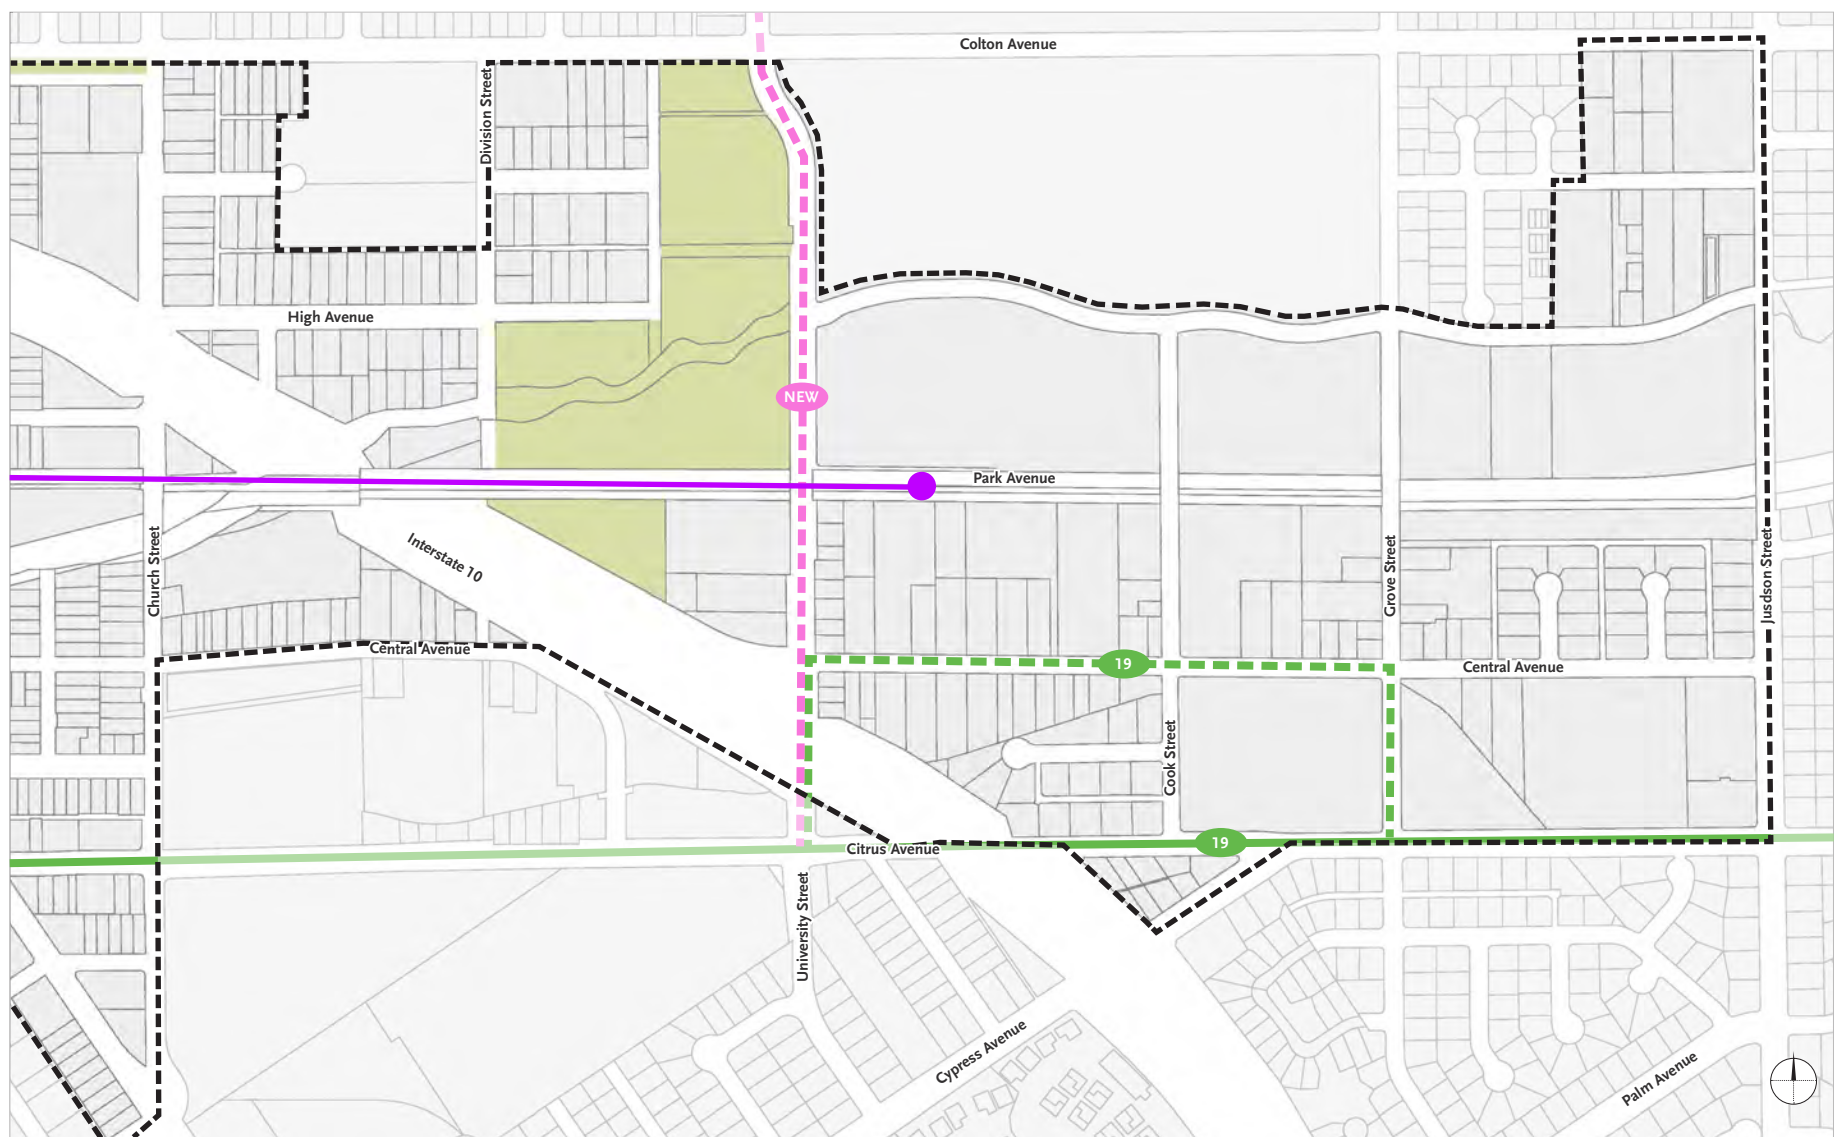 Colton Avenue
Division Street
High Avenue
NEW
Park Avenue
Interstate 10
Church Street
Grove Street
Jusdson Street
Central Avenue
19
Central Avenue
Cook Street
19
Citrus Avenue
University Street
Cypress Avenue
Palm Avenue